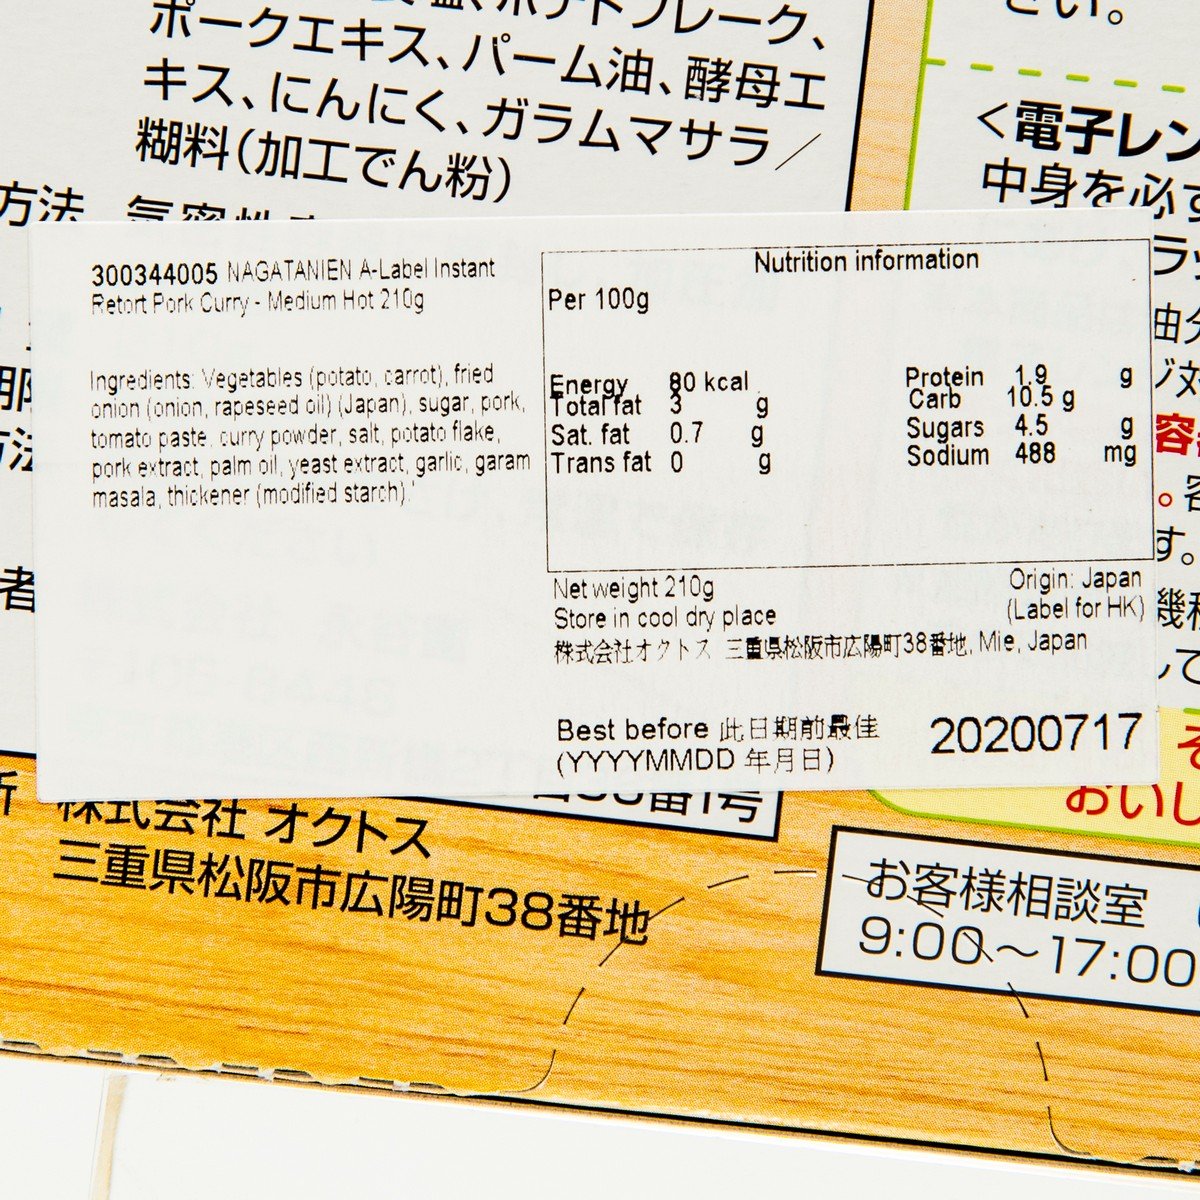 ポークエキス、パーム油、酵母エ
キス、にんにく、ガラムマサラ／
糊料(加工でん粉)
方法
さい。
<電子レン
中身を必ず
300344005 NAGATANIEN A-Label Instant
Retort Pork Curry - Medium Hot 210g
Ingredients: Vegetables (potato, carrot), fried
onion (onion, rapeseed oil) (Japan), sugar, pork,
tomato paste, curry powder, salt, potato flake,
pork extract, palm oil, yeast extract, garlic, garam
masala, thickener (modified starch).'
Nutrition information
Per 100g
Energy 80 kcal Protein 1.9 g
Total fat 3 g Carb 10.5 g
Sat. fat 0.7 g Sugars 4.5 g
Trans fat 0 g Sodium 488 mg
Net weight 210g Origin: Japan
Store in cool dry place (Label for HK)
株式会社オクトス 三重県松阪市広陽町38番地, Mie, Japan
Best before 此日期前最佳 20200717
(YYYYMMDD 年月日)
者
す。
番1号
所 株式会社 オクトス
三重県松阪市広陽町38番地
おいし
お客様相談室
9:00〜17:00